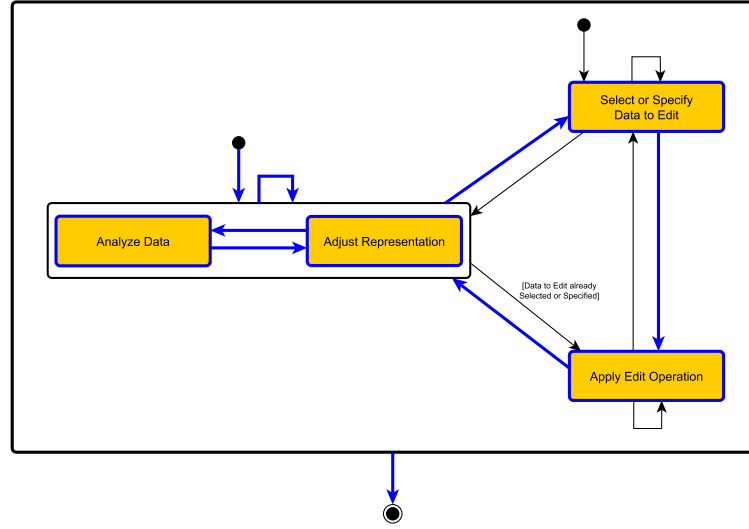 Select or Specify
Data to Edit
Analyze Data
Adjust Representation
[Data to Edit already
Selected or Specified]
Apply Edit Operation